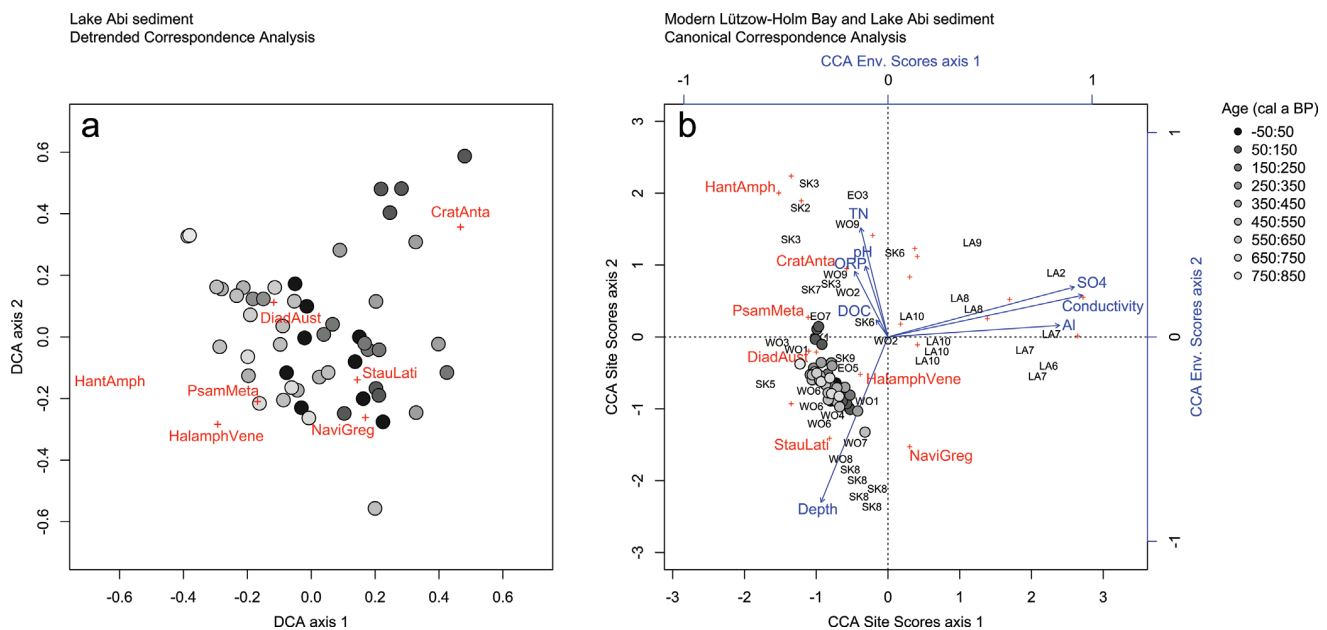 Lake Abi sediment
Detrended Correspondence Analysis
a
0.6
0.4
0.2
0.0
-0.2
-0.4
-0.6
DCA axis 2
CratAnta
DiadAust
StauLati
HantAmph
PsamMeta
HalamphVene
NaviGreg
-0.6
-0.4
-0.2
0.0
0.2
0.4
0.6
DCA axis 1
Modern Lützow-Holm Bay and Lake Abi sediment
Canonical Correspondence Analysis
CCA Env. Scores axis 1
-1
0
1
b
3
2
1
0
-1
-2
-3
CCA Site Scores axis 2
SK3
HantAmph
EO3
SK2
TN
WO9
SK3
LA9
pH
SK6
CratAnta
ORP
WO9
LA2
SK3
SO4
SK7
WO2
LA8
Conductivity
PsamMeta
DOC
LA8
EO7
SK6
LA10
AI
LA7
WO3
WO2
LA10
WO1
LA10
LA7
DiadAust
SK9
LA10
EO5
LA6
HalamphVene
LA7
SK5
WO6
WO1
WO6
WO4
WO6
StauLati
WO7
NaviGreg
WO8
SK8
SK8
SK8
SK8
Depth
SK8
-3
-2
-1
0
1
2
3
CCA Site Scores axis 1
1
0
-1
CCA Env. Scores axis 2
Age (cal a BP)
-50:50
50:150
150:250
250:350
350:450
450:550
550:650
650:750
750:850